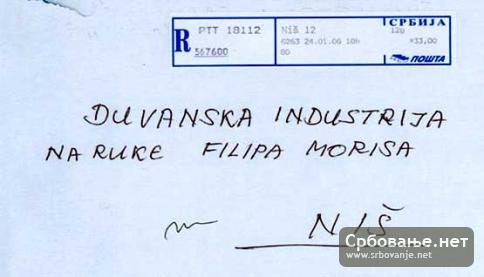 R
PTT 18112
567600
Niš 12
6263 24.01.06 10h
80
СРБИЈА
120
*33,00
ПОШТА
DUVANSKA INDUSTRIJA
NA RUKE FILIPA MORISA
NIŠ
Србовање.нет
www.srbovanje.net